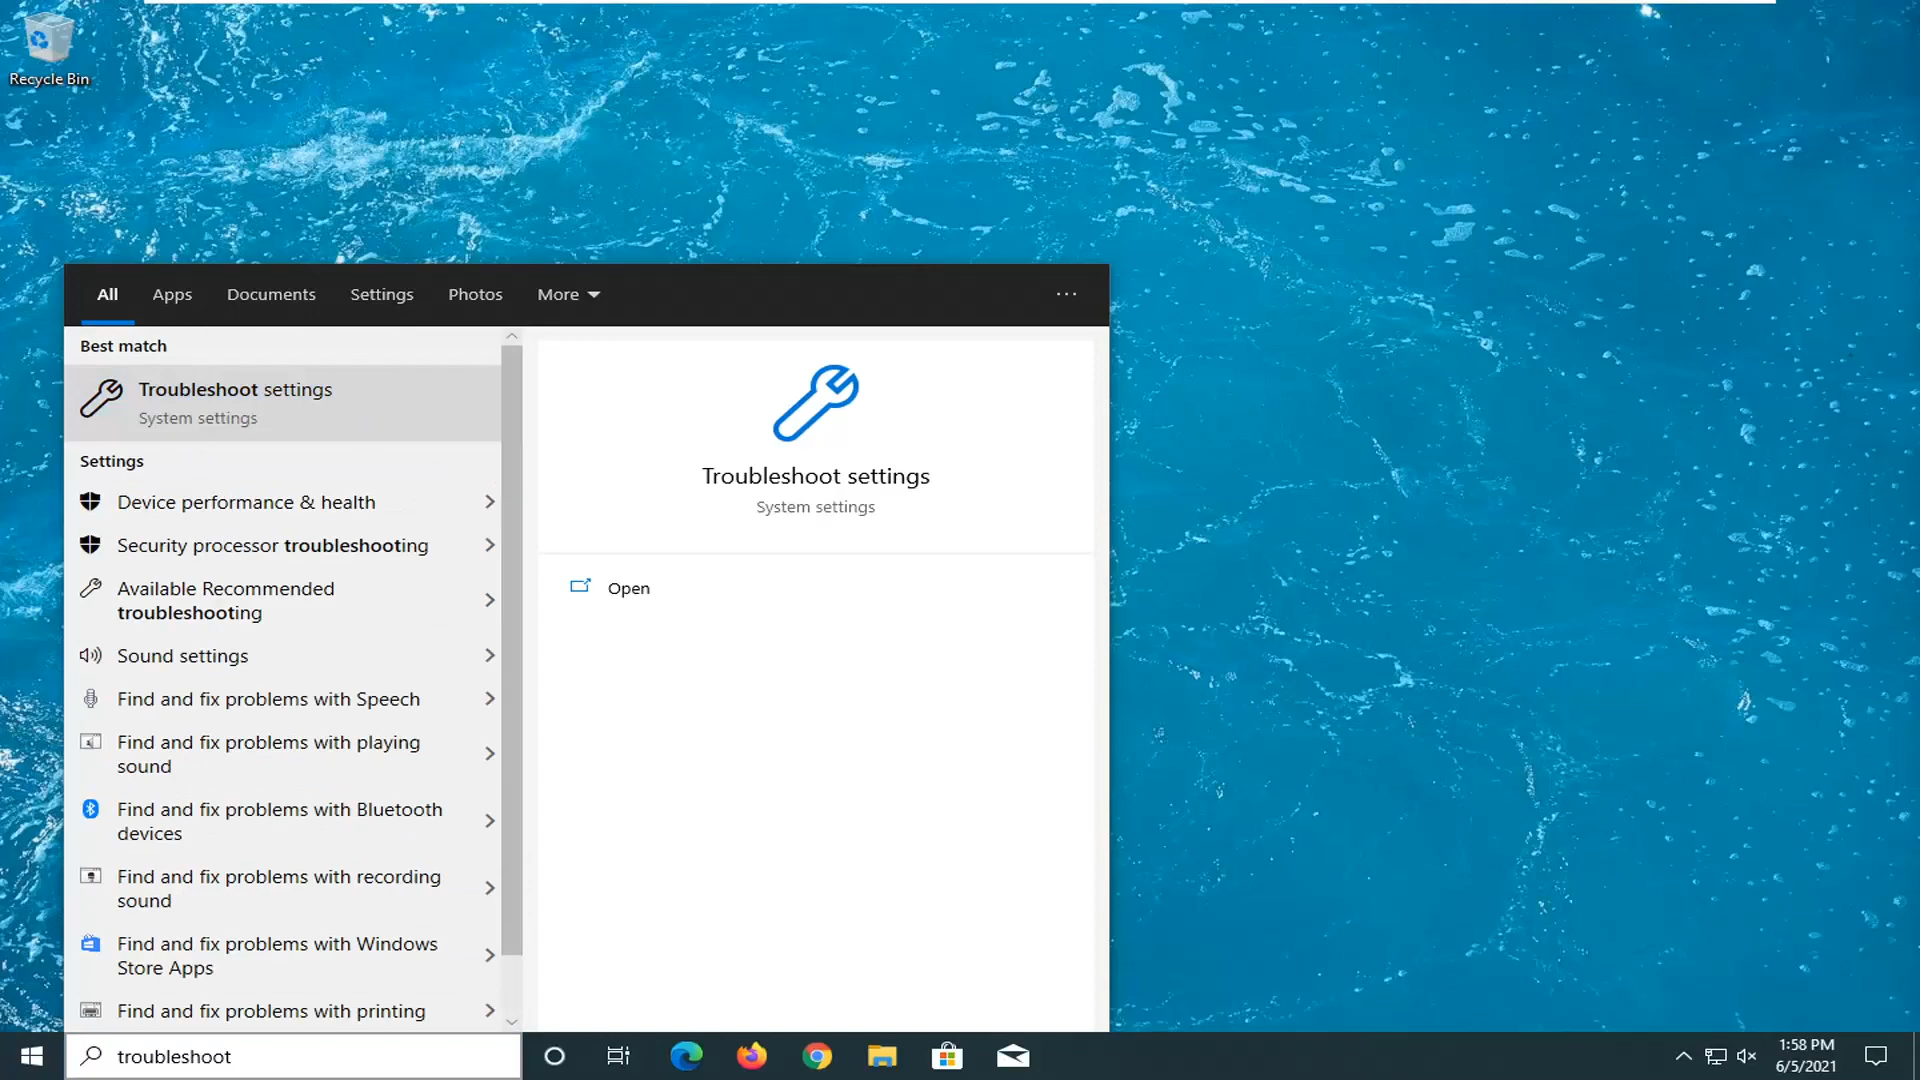 Recycle Bin
All Apps Documents Settings Photos More ...
Best match
Troubleshoot settings
System settings
Settings
Device performance & health
Security processor troubleshooting
Available Recommended
troubleshooting
Sound settings
Find and fix problems with Speech
Find and fix problems with playing
sound
Find and fix problems with Bluetooth
devices
Find and fix problems with recording
sound
Find and fix problems with Windows
Store Apps
Find and fix problems with printing
Troubleshoot settings
System settings
Open
troubleshoot
1:58 PM
6/5/2021